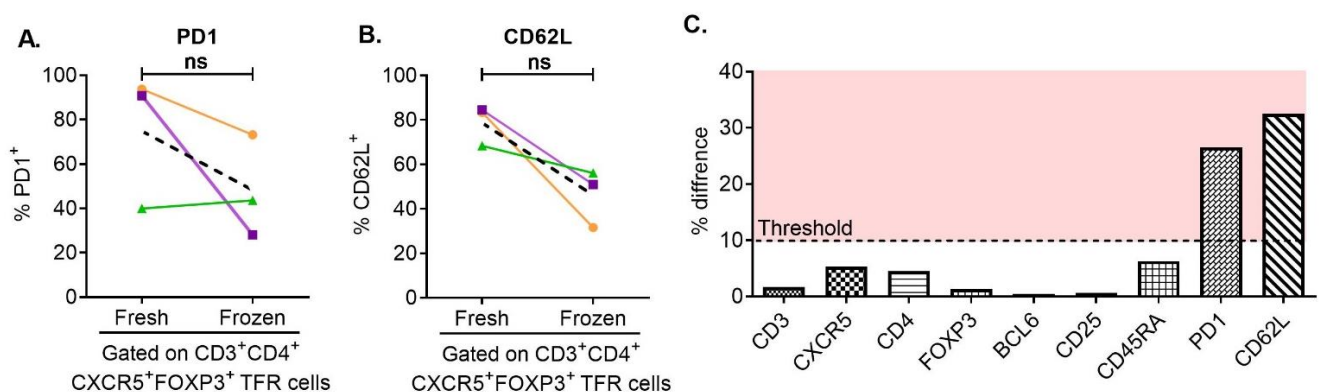 A.
PD1
ns
% PD1⁺
100
80
60
40
20
0
Fresh Frozen
Gated on CD3⁺CD4⁺
CXCR5⁺FOXP3⁺ TFR cells
B.
CD62L
ns
% CD62L⁺
100
80
60
40
20
0
Fresh Frozen
Gated on CD3⁺CD4⁺
CXCR5⁺FOXP3⁺ TFR cells
C.
% diffrence
40
30
20
10
0
Threshold
CD3
CXCR5
CD4
FOXP3
BCL6
CD25
CD45RA
PD1
CD62L